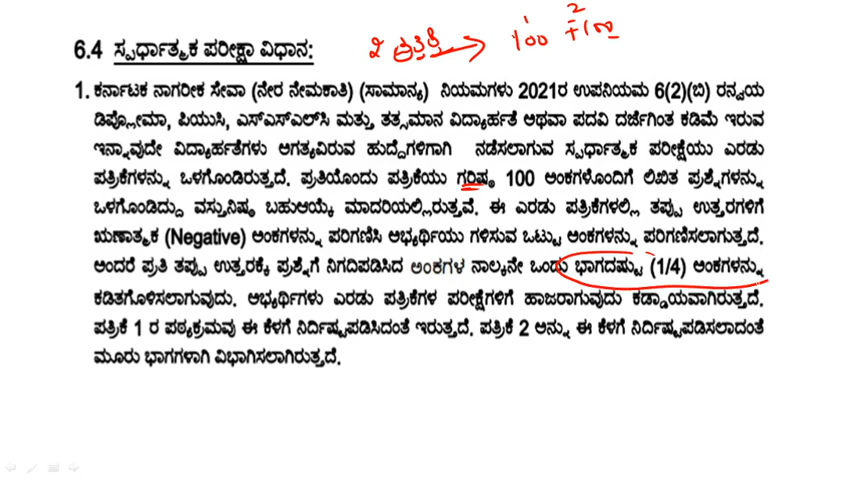 2 ಪತ್ರಿಕೆ → 100 + 100
1 2
6.4 ಸ್ಪರ್ಧಾತ್ಮಕ ಪರೀಕ್ಷಾ ವಿಧಾನ:
1. ಕರ್ನಾಟಕ ನಾಗರೀಕ ಸೇವಾ (ನೇರ ನೇಮಕಾತಿ) (ಸಾಮಾನ್ಯ) ನಿಯಮಗಳು 2021ರ ಉಪನಿಯಮ 6(2)(ಬಿ) ರನ್ವಯ
ಡಿಪ್ಲೋಮಾ, ಪಿಯುಸಿ, ಎಸ್ಎಸ್ಎಲ್‌ಸಿ ಮತ್ತು ತತ್ಸಮಾನ ವಿದ್ಯಾರ್ಹತೆ ಅಥವಾ ಪದವಿ ದರ್ಜೆಗಿಂತ ಕಡಿಮೆ ಇರುವ
ಇನ್ನಾವುದೇ ವಿದ್ಯಾರ್ಹತೆಗಳು ಅಗತ್ಯವಿರುವ ಹುದ್ದೆಗಳಿಗಾಗಿ ನಡೆಸಲಾಗುವ ಸ್ಪರ್ಧಾತ್ಮಕ ಪರೀಕ್ಷೆಯು ಎರಡು
ಪತ್ರಿಕೆಗಳನ್ನು ಒಳಗೊಂಡಿರುತ್ತದೆ. ಪ್ರತಿಯೊಂದು ಪತ್ರಿಕೆಯು ಗರಿಷ್ಠ 100 ಅಂಕಗಳೊಂದಿಗೆ ಲಿಖಿತ ಪ್ರಶ್ನೆಗಳನ್ನು
ಒಳಗೊಂಡಿದ್ದು ವಸ್ತುನಿಷ್ಠ ಬಹುಆಯ್ಕೆ ಮಾದರಿಯಲ್ಲಿರುತ್ತವೆ. ಈ ಎರಡು ಪತ್ರಿಕೆಗಳಲ್ಲಿ ತಪ್ಪು ಉತ್ತರಗಳಿಗೆ
ಋಣಾತ್ಮಕ (Negative) ಅಂಕಗಳನ್ನು ಪರಿಗಣಿಸಿ ಅಭ್ಯರ್ಥಿಯು ಗಳಿಸುವ ಒಟ್ಟು ಅಂಕಗಳನ್ನು ಪರಿಗಣಿಸಲಾಗುತ್ತದೆ.
ಅಂದರೆ ಪ್ರತಿ ತಪ್ಪು ಉತ್ತರಕ್ಕೆ ಪ್ರಶ್ನೆಗೆ ನಿಗದಿಪಡಿಸಿದ ಅಂಕಗಳ ನಾಲ್ಕನೇ ಒಂದು ಭಾಗದಷ್ಟು (1/4) ಅಂಕಗಳನ್ನು
ಕಡಿತಗೊಳಿಸಲಾಗುವುದು. ಅಭ್ಯರ್ಥಿಗಳು ಎರಡು ಪತ್ರಿಕೆಗಳ ಪರೀಕ್ಷೆಗಳಿಗೆ ಹಾಜರಾಗುವುದು ಕಡ್ಡಾಯವಾಗಿರುತ್ತದೆ.
ಪತ್ರಿಕೆ 1 ರ ಪಠ್ಯಕ್ರಮವು ಈ ಕೆಳಗೆ ನಿರ್ದಿಷ್ಟಪಡಿಸಿದಂತೆ ಇರುತ್ತದೆ. ಪತ್ರಿಕೆ 2 ಅನ್ನು ಈ ಕೆಳಗೆ ನಿರ್ದಿಷ್ಟಪಡಿಸಲಾದಂತೆ
ಮೂರು ಭಾಗಗಳಾಗಿ ವಿಭಾಗಿಸಲಾಗಿರುತ್ತದೆ.